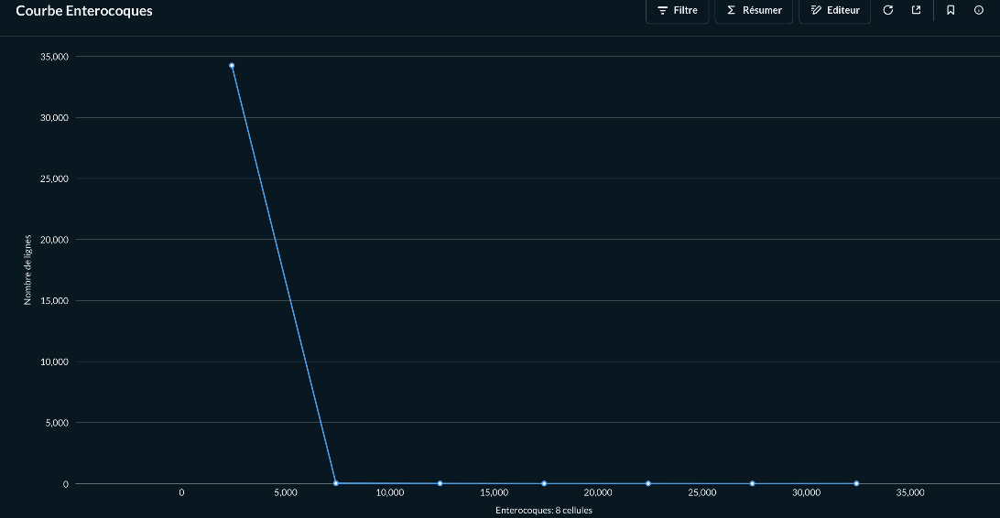 Courbe Enterocoques
Filtre
Résumer
Editeur
35,000
30,000
25,000
20,000
15,000
10,000
5,000
0
Nombre de lignes
0 5,000 10,000 15,000 20,000 25,000 30,000 35,000
Enterocoques: 8 cellules